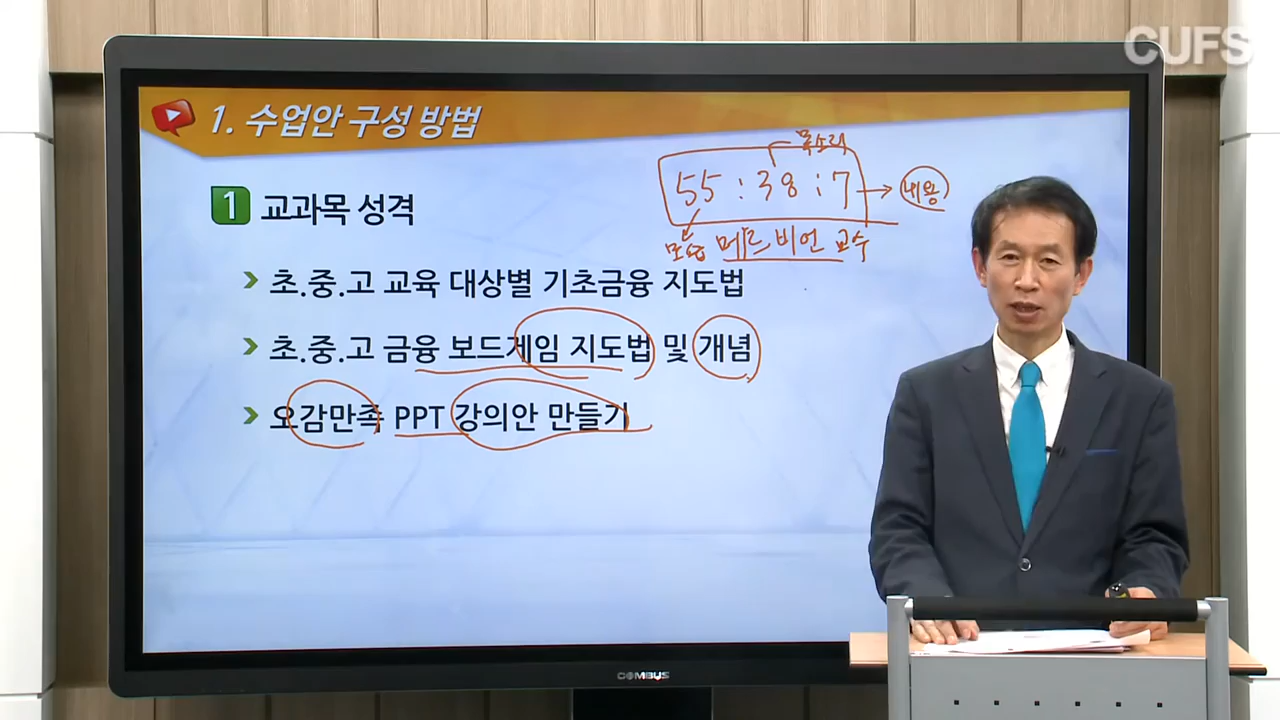 CUFS
1. 수업안 구성 방법
목소리
55 : 38 : 7 → 내용
1 교과목 성격
메드.비언 교수
초.중.고 교육 대상별 기초금융 지도법
초.중.고 금융 보드게임 지도법 및 개념
오감만족 PPT 강의안 만들기
COMBUS